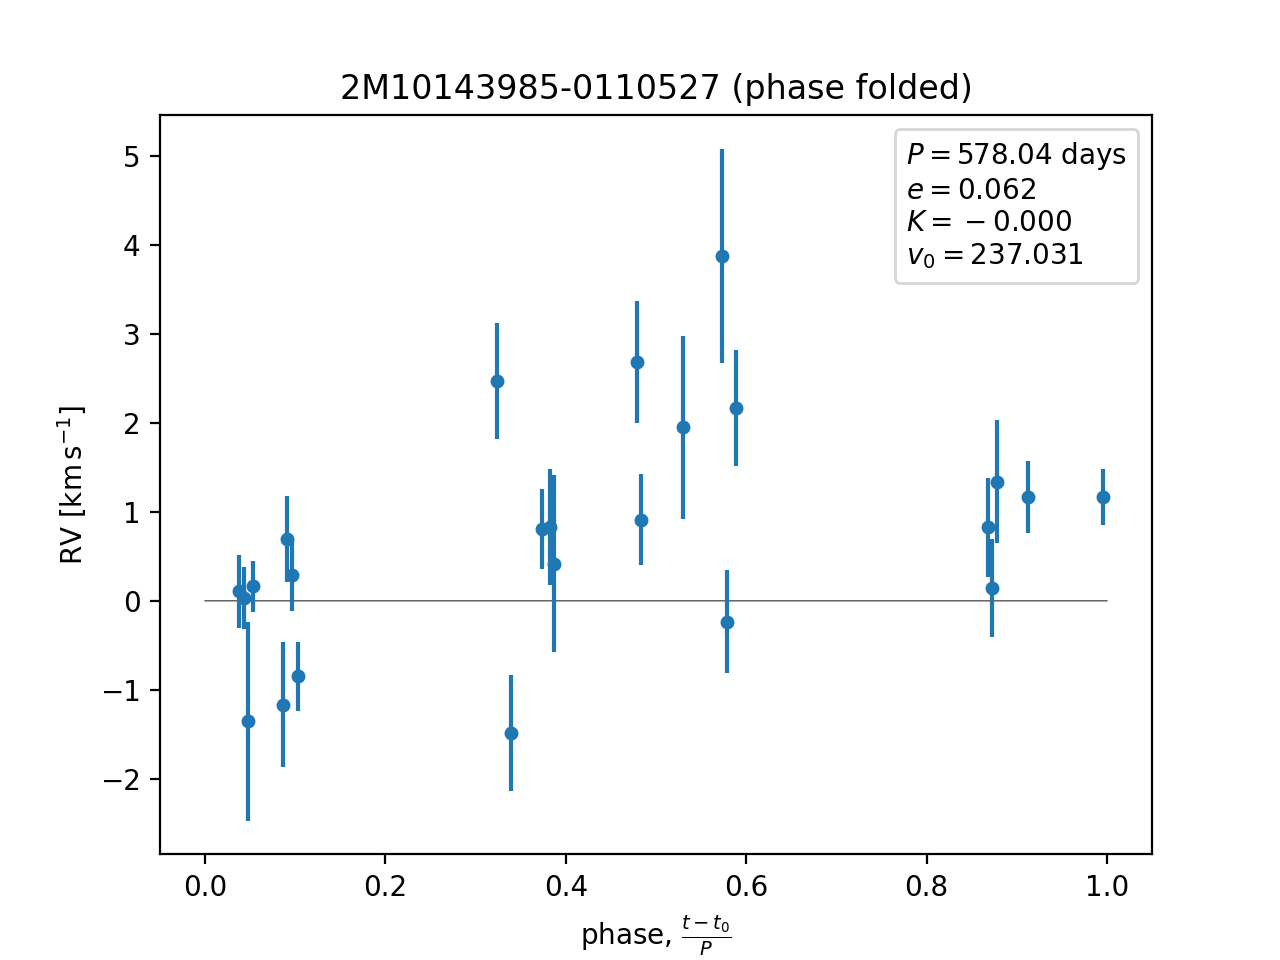 2M10143985-0110527 (phase folded)
P = 578.04 days
e = 0.062
K = −0.000
v₀ = 237.031
RV [km s⁻¹]
5
4
3
2
1
0
−1
−2
0.0 0.2 0.4 0.6 0.8 1.0
phase, (t − t₀)/P